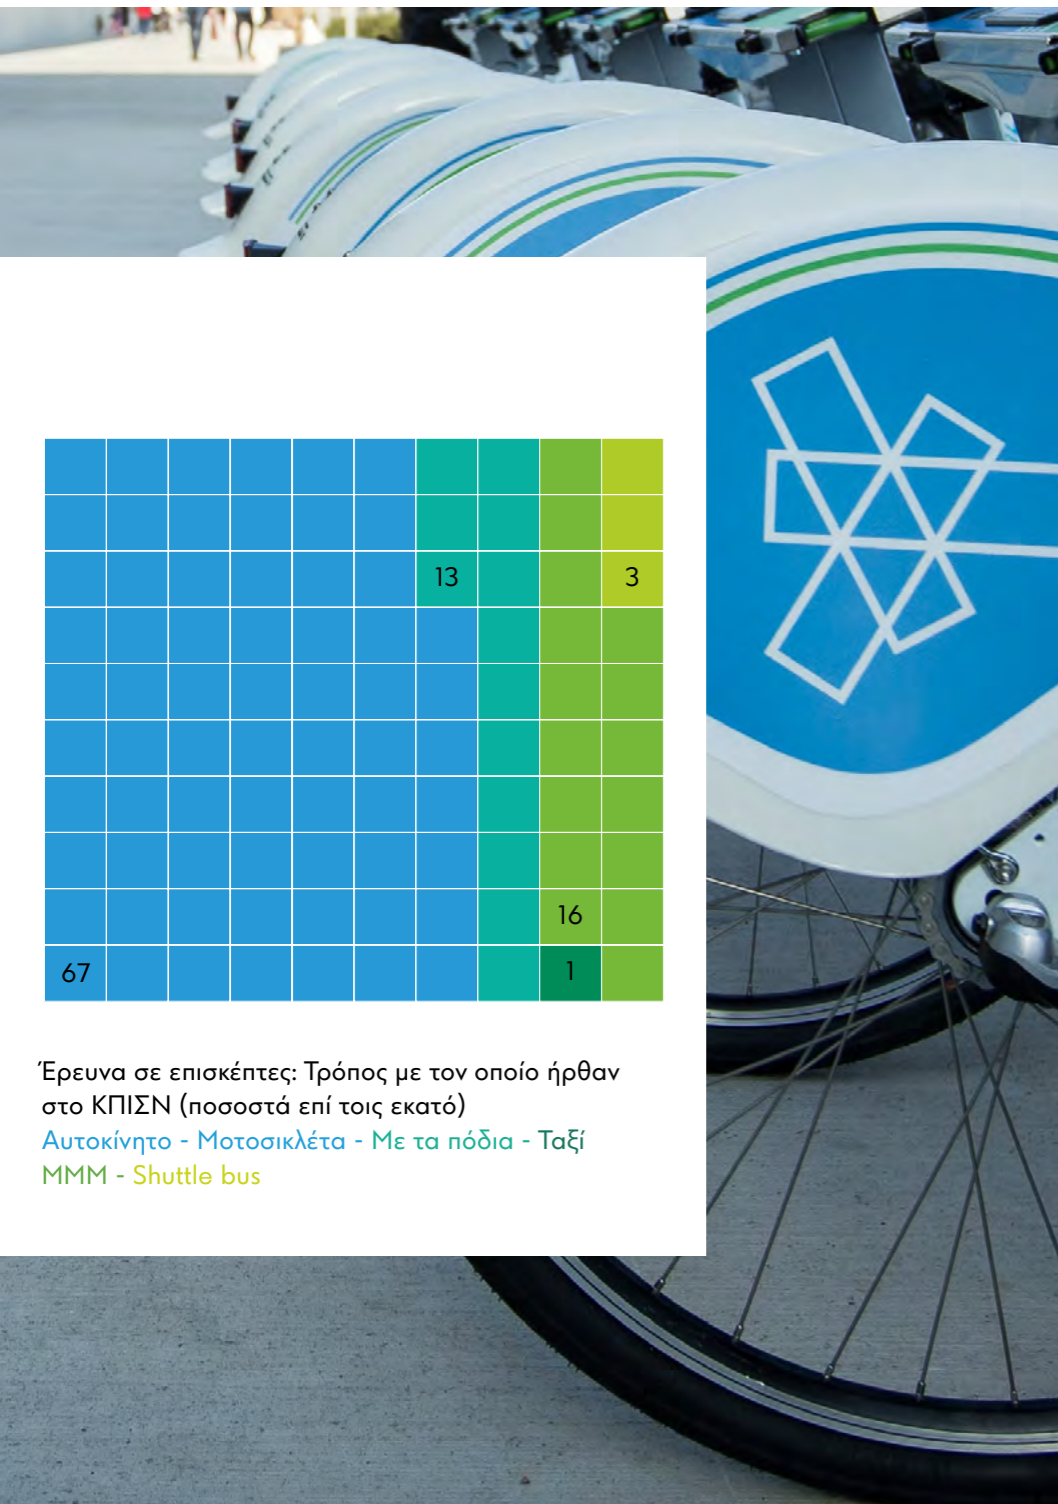 13
3
16
67
1
Έρευνα σε επισκέπτες: Τρόπος με τον οποίο ήρθαν
στο ΚΠΙΣΝ (ποσοστά επί τοις εκατό)
Αυτοκίνητο - Μοτοσικλέτα - Με τα πόδια - Ταξί
ΜΜΜ - Shuttle bus